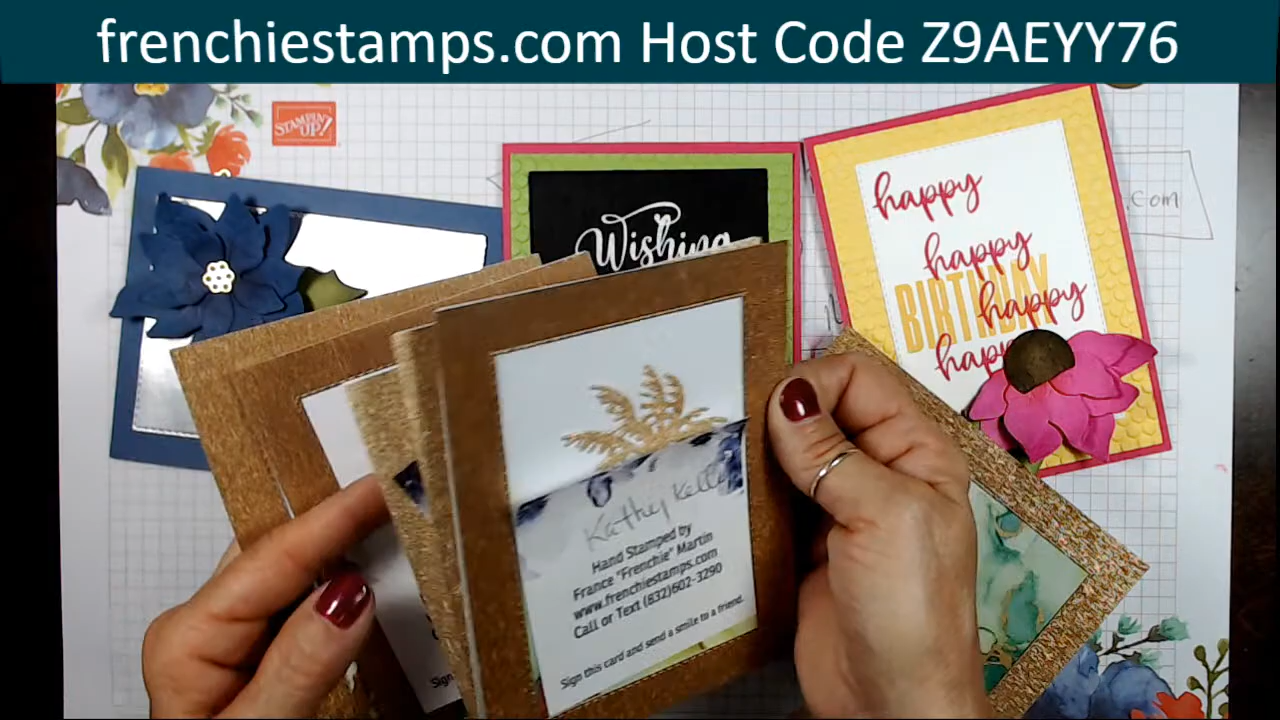 frenchiestamps.com Host Code Z9AEYY76
STAMPIN' UP!
Wishing
happy
happy
BIRTHDAY
happy
.com
Kathy
Hand Stamped by
France "Frenchie" Martin
www.frenchiestamps.com
Call or Text (832)602-3290
Sign this card and send a smile to a friend.
Sign